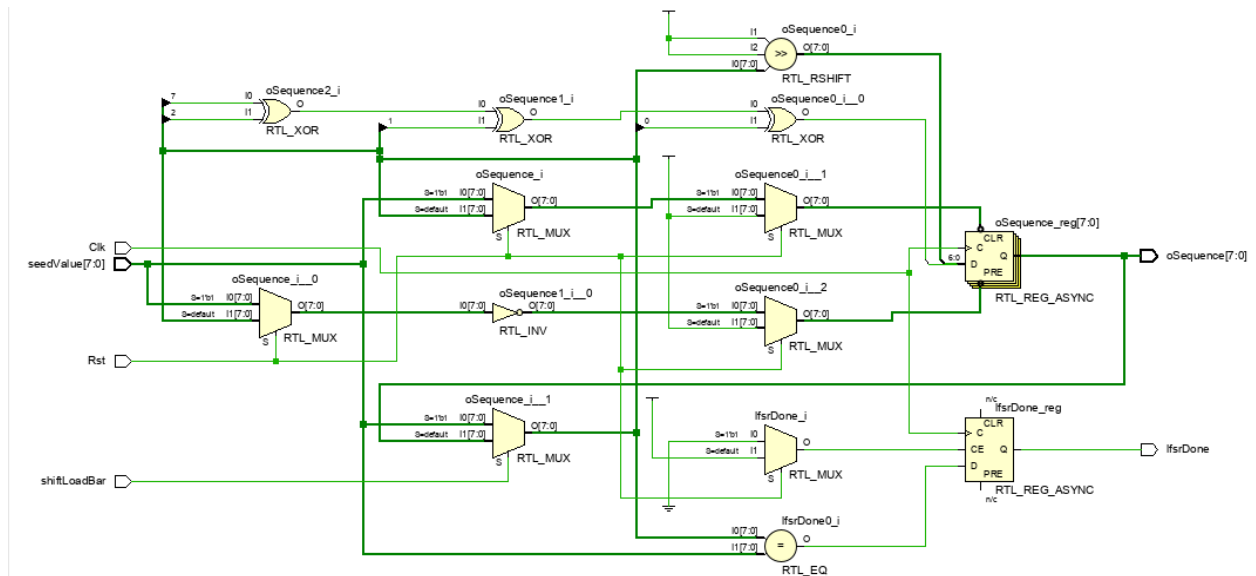 oSequence0_i
I1
I2
O[7:0]
>>
I0[7:0]
RTL_RSHIFT
oSequence2_i
7
I0
O
2
I1
RTL_XOR
oSequence1_i
I0
O
1
I1
RTL_XOR
oSequence0_i__0
I0
O
0
I1
RTL_XOR
oSequence_i
S=1'b1
I0[7:0]
O[7:0]
S=default
I1[7:0]
S
RTL_MUX
oSequence0_i__1
S=1'b1
I0[7:0]
O[7:0]
S=default
I1[7:0]
S
RTL_MUX
oSequence_reg[7:0]
CLR
C
Q
6:0
D
PRE
RTL_REG_ASYNC
oSequence[7:0]
Clk
seedValue[7:0]
oSequence_i__0
S=1'b1
I0[7:0]
O[7:0]
S=default
I1[7:0]
S
RTL_MUX
oSequence1_i__0
I0[7:0]
O[7:0]
RTL_INV
oSequence0_i__2
S=1'b1
I0[7:0]
O[7:0]
S=default
I1[7:0]
S
RTL_MUX
Rst
oSequence_i__1
S=1'b1
I0[7:0]
O[7:0]
S=default
I1[7:0]
S
RTL_MUX
lfsrDone_i
S=1'b1
I0
O
S=default
I1
S
RTL_MUX
n/c
lfsrDone_reg
CLR
C
CE
Q
D
PRE
RTL_REG_ASYNC
n/c
lfsrDone
shiftLoadBar
lfsrDone0_i
I0[7:0]
O
=
I1[7:0]
RTL_EQ